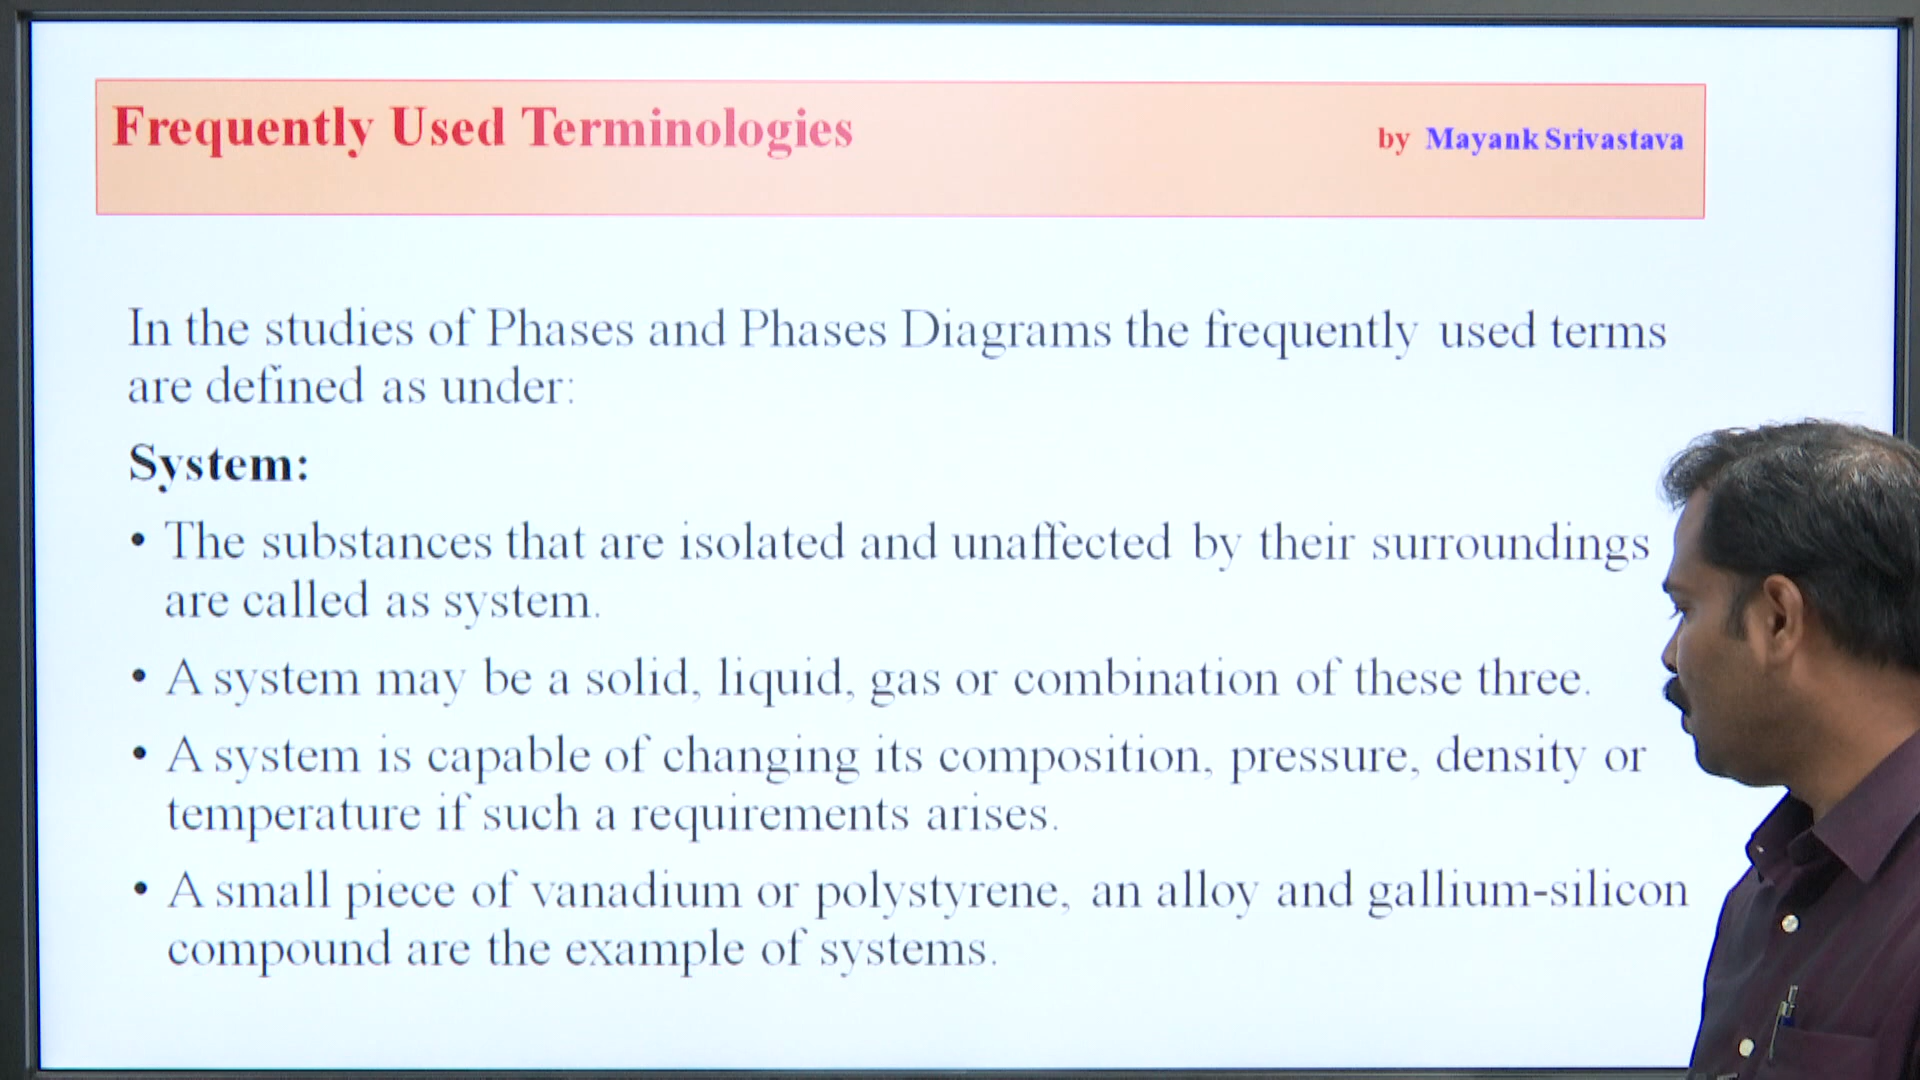 Frequently Used Terminologies
by Mayank Srivastava
In the studies of Phases and Phases Diagrams the frequently used terms
are defined as under:
System:
• The substances that are isolated and unaffected by their surroundings
are called as system.
• A system may be a solid, liquid, gas or combination of these three.
• A system is capable of changing its composition, pressure, density or
temperature if such a requirements arises.
• A small piece of vanadium or polystyrene, an alloy and gallium-silicon
compound are the example of systems.